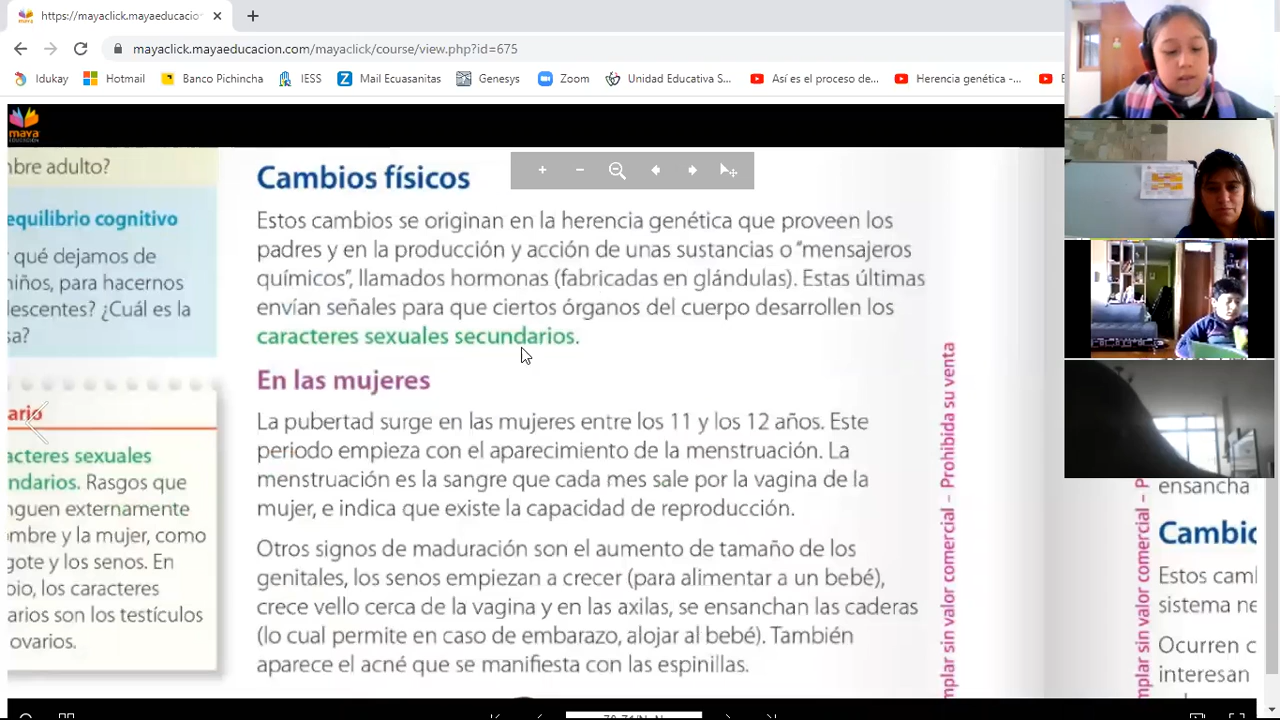 https://mayaclick.mayaeducacion
mayaclick.mayaeducacion.com/mayaclick/course/view.php?id=675
Idukay
Hotmail
Banco Pichincha
IESS
Mail Ecuasanitas
Genesys
Zoom
Unidad Educativa S...
Así es el proceso de...
Herencia genética -...
maya
EDUCACIÓN
mbre adulto?
equilibrio cognitivo
qué dejamos de
niños, para hacernos
lescentes? ¿Cuál es la
sa?
ario
acteres sexuales
ndarios. Rasgos que
nguen externamente
ombre y la mujer, como
gote y los senos. En
bio, los caracteres
arios son los testículos
ovarios.
Cambios físicos
Estos cambios se originan en la herencia genética que proveen los
padres y en la producción y acción de unas sustancias o “mensajeros
químicos”, llamados hormonas (fabricadas en glándulas). Estas últimas
envían señales para que ciertos órganos del cuerpo desarrollen los
caracteres sexuales secundarios.
En las mujeres
La pubertad surge en las mujeres entre los 11 y los 12 años. Este
periodo empieza con el aparecimiento de la menstruación. La
menstruación es la sangre que cada mes sale por la vagina de la
mujer, e indica que existe la capacidad de reproducción.
Otros signos de maduración son el aumento de tamaño de los
genitales, los senos empiezan a crecer (para alimentar a un bebé),
crece vello cerca de la vagina y en las axilas, se ensanchan las caderas
(lo cual permite en caso de embarazo, alojar al bebé). También
aparece el acné que se manifiesta con las espinillas.
mplar sin valor comercial – Prohibida su venta
mplar sin valor comercial – P
ensancha
Cambio
Estos cam
sistema ne
Ocurren c
interesan